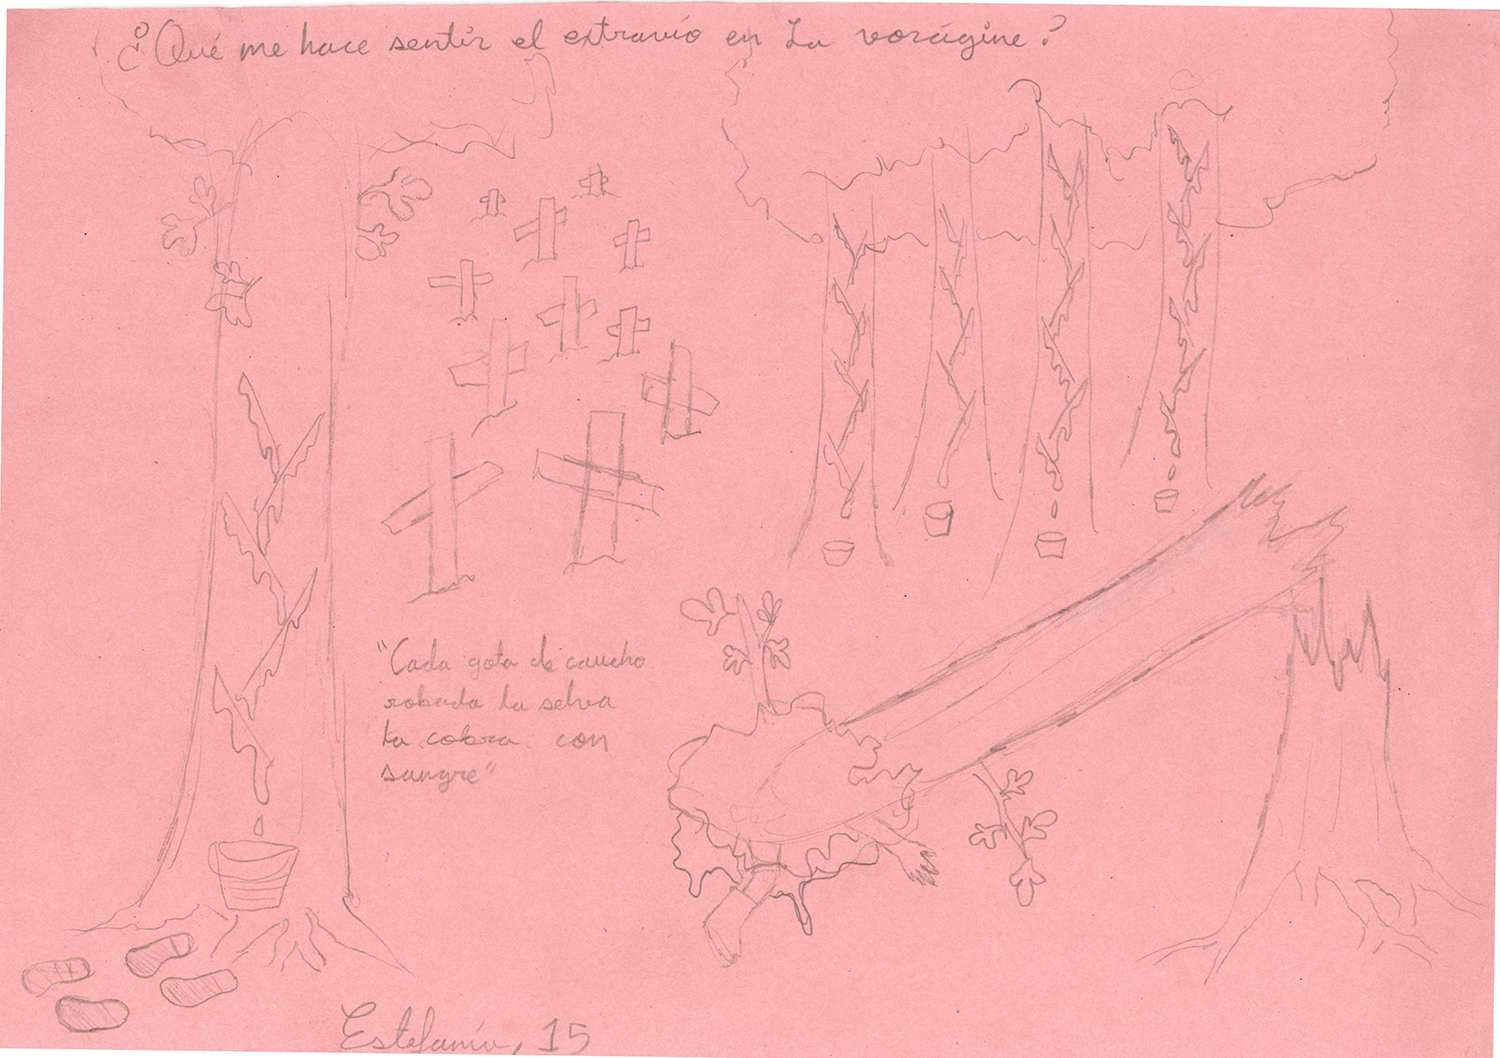 ¿Qué me hace sentir el extravío en La vorágine?
"Cada gota de caucho
robada la selva
la cobra con
sangre"
Estefanía, 15